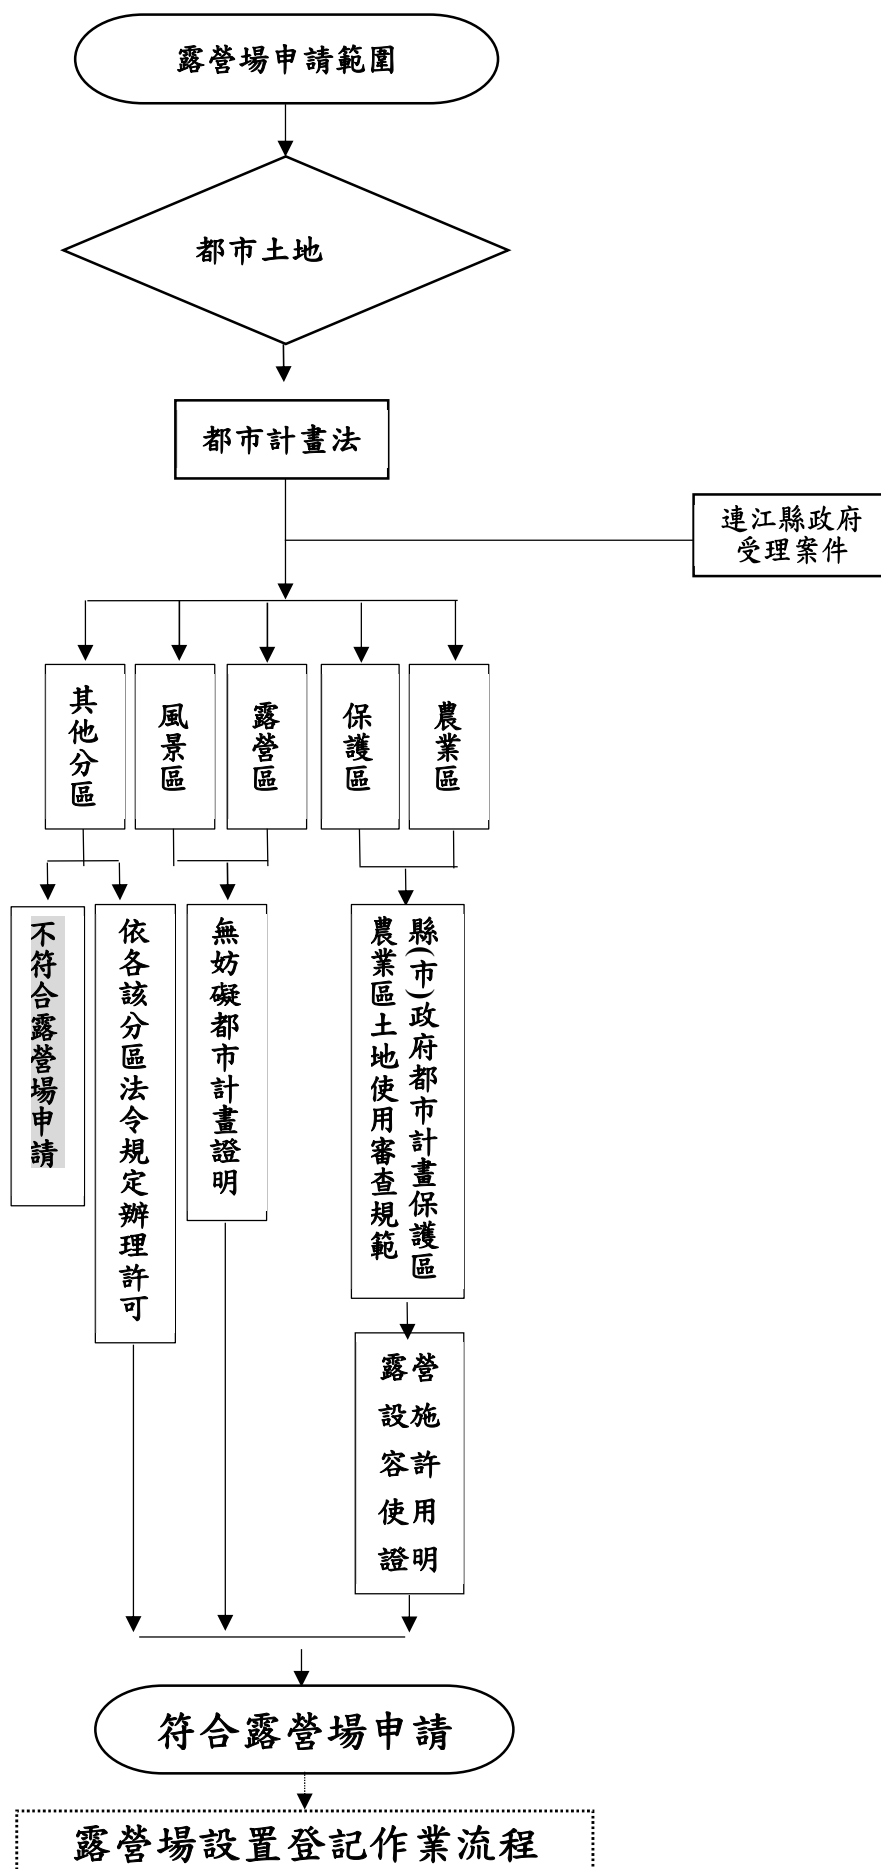 露營場申請範圍
都市土地
都市計畫法
連江縣政府
受理案件
其他分區
風景區
露營區
保護區
農業區
不符合露營場申請
依各該分區法令規定辦理許可
無妨礙都市計畫證明
縣(市)政府都市計畫保護區
農業區土地使用審查規範
露營
設施
容許
使用
證明
符合露營場申請
露營場設置登記作業流程